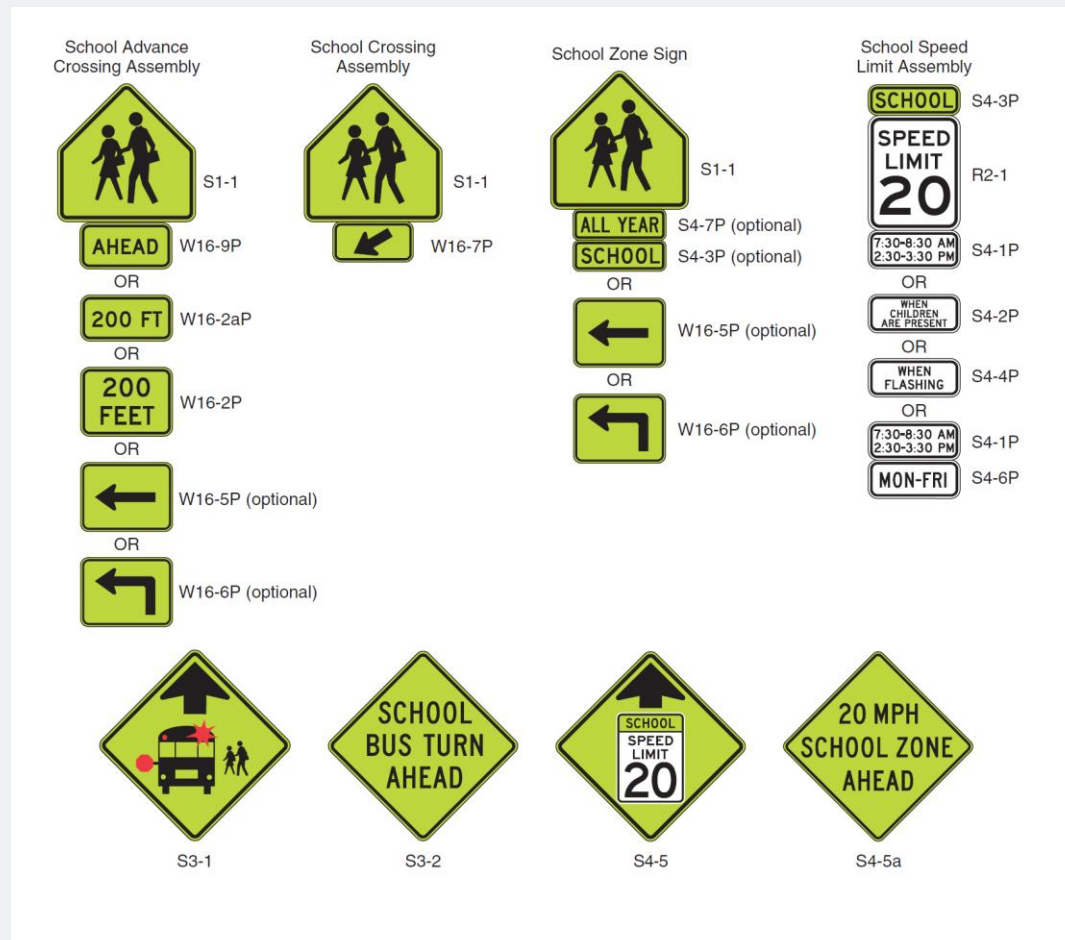 School Advance
Crossing Assembly
S1-1
AHEAD
W16-9P
OR
200 FT
W16-2aP
OR
200
FEET
W16-2P
OR
W16-5P (optional)
OR
W16-6P (optional)
School Crossing
Assembly
S1-1
W16-7P
School Zone Sign
S1-1
ALL YEAR
S4-7P (optional)
SCHOOL
S4-3P (optional)
OR
W16-5P (optional)
OR
W16-6P (optional)
School Speed
Limit Assembly
SCHOOL
S4-3P
SPEED
LIMIT
20
R2-1
7:30-8:30 AM
2:30-3:30 PM
S4-1P
OR
WHEN
CHILDREN
ARE PRESENT
S4-2P
OR
WHEN
FLASHING
S4-4P
OR
7:30-8:30 AM
2:30-3:30 PM
S4-1P
MON-FRI
S4-6P
S3-1
SCHOOL
BUS TURN
AHEAD
S3-2
SCHOOL
SPEED
LIMIT
20
S4-5
20 MPH
SCHOOL ZONE
AHEAD
S4-5a